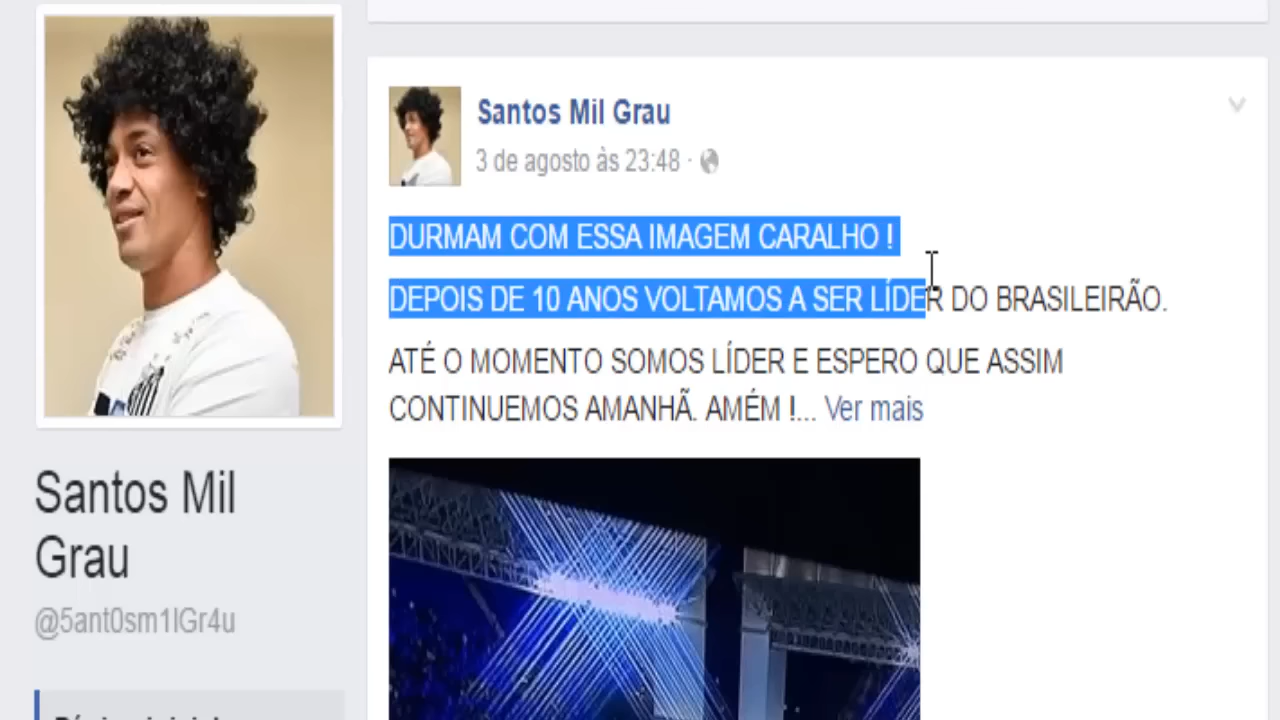 Santos Mil Grau
3 de agosto às 23:48 ·
DURMAM COM ESSA IMAGEM CARALHO !
DEPOIS DE 10 ANOS VOLTAMOS A SER LÍDER DO BRASILEIRÃO.
ATÉ O MOMENTO SOMOS LÍDER E ESPERO QUE ASSIM
CONTINUEMOS AMANHÃ. AMÉM !... Ver mais
Santos Mil
Grau
@5ant0sm1lGr4u